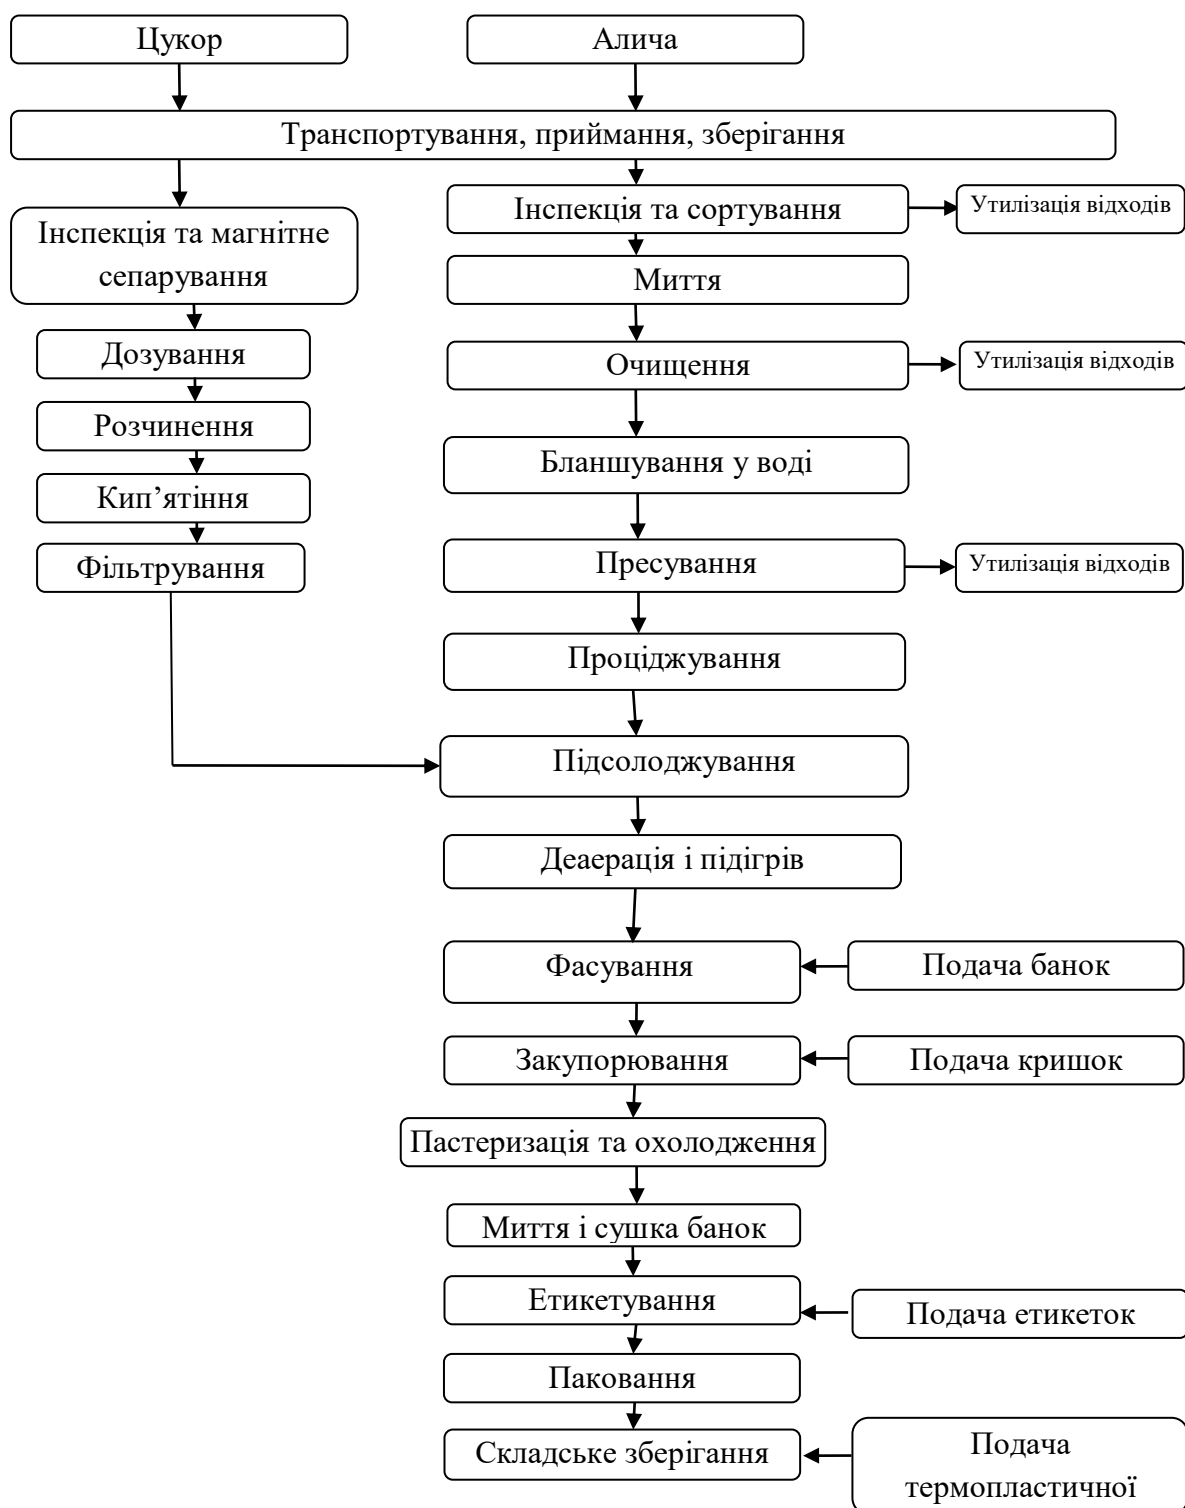 Цукор
Алича
Транспортування, приймання, зберігання
Інспекція та сортування
Утилізація відходів
Інспекція та магнітне
сепарування
Миття
Дозування
Очищення
Утилізація відходів
Розчинення
Бланшування у воді
Кип’ятіння
Фільтрування
Пресування
Утилізація відходів
Проціджування
Підсолоджування
Деаерація і підігрів
Фасування
Подача банок
Закупорювання
Подача кришок
Пастеризація та охолодження
Миття і сушка банок
Етикетування
Подача етикеток
Паковання
Складське зберігання
Подача
термопластичної